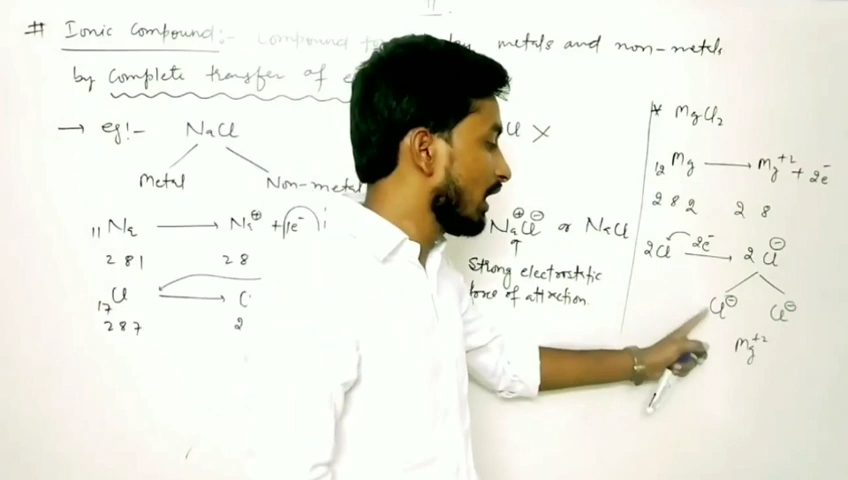 # Ionic Compound:- Compound metals and non-metals
by Complete transfer of
→ eg:- NaCl
Metal Non-metal
₁₁Na → Na⊕ + 1e⁻
2 8 1 2 8
₁₇Cl →
2 8 7 2
Cl ×
Na⊕Cl⊖ or NaCl
Strong electrostatic
force of attraction.
* MgCl₂
₁₂Mg → Mg⁺² + 2e⁻
2 8 2 2 8
2Cl 2e⁻ → 2Cl⊖
Cl⊖ Cl⊖
Mg⁺²